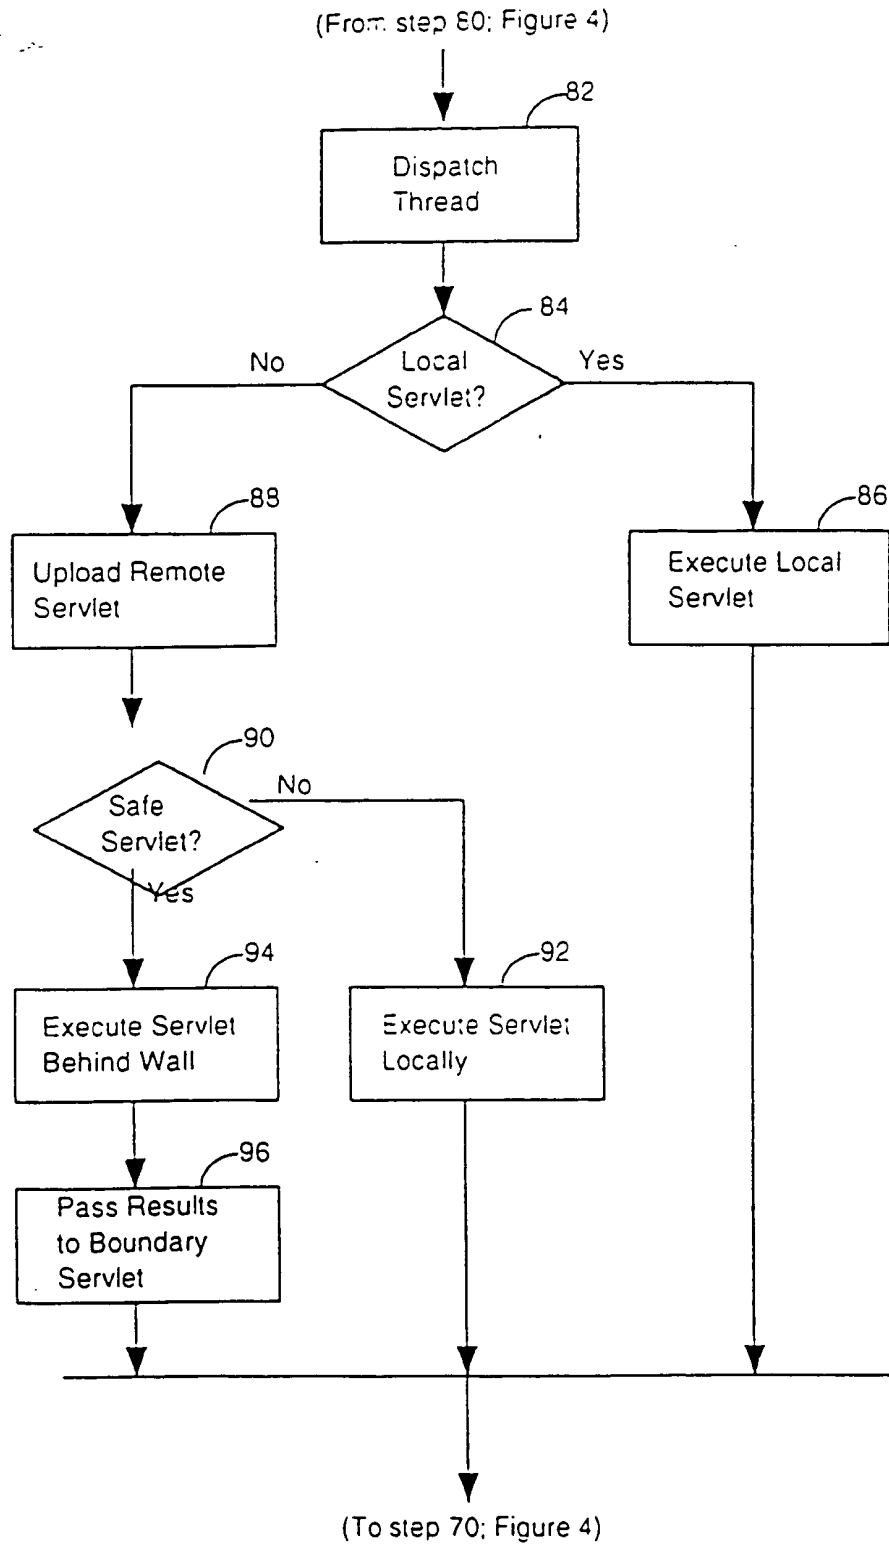 (From step 80; Figure 4)
82
Dispatch
Thread
84
No
Local
Servlet?
Yes
88
86
Upload Remote
Servlet
Execute Local
Servlet
90
No
Safe
Servlet?
Yes
94
92
Execute Servlet
Behind Wall
Execute Servlet
Locally
96
Pass Results
to Boundary
Servlet
(To step 70; Figure 4)